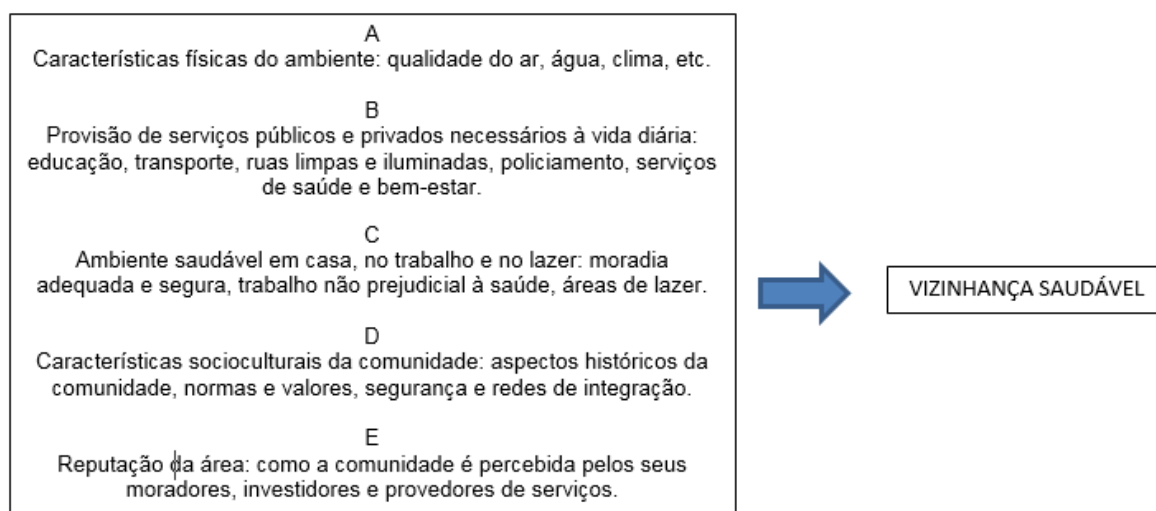 A
Características físicas do ambiente: qualidade do ar, água, clima, etc.
B
Provisão de serviços públicos e privados necessários à vida diária:
educação, transporte, ruas limpas e iluminadas, policiamento, serviços
de saúde e bem-estar.
C
Ambiente saudável em casa, no trabalho e no lazer: moradia
adequada e segura, trabalho não prejudicial à saúde, áreas de lazer.
D
Características socioculturais da comunidade: aspectos históricos da
comunidade, normas e valores, segurança e redes de integração.
E
Reputação da área: como a comunidade é percebida pelos seus
moradores, investidores e provedores de serviços.
VIZINHANÇA SAUDÁVEL